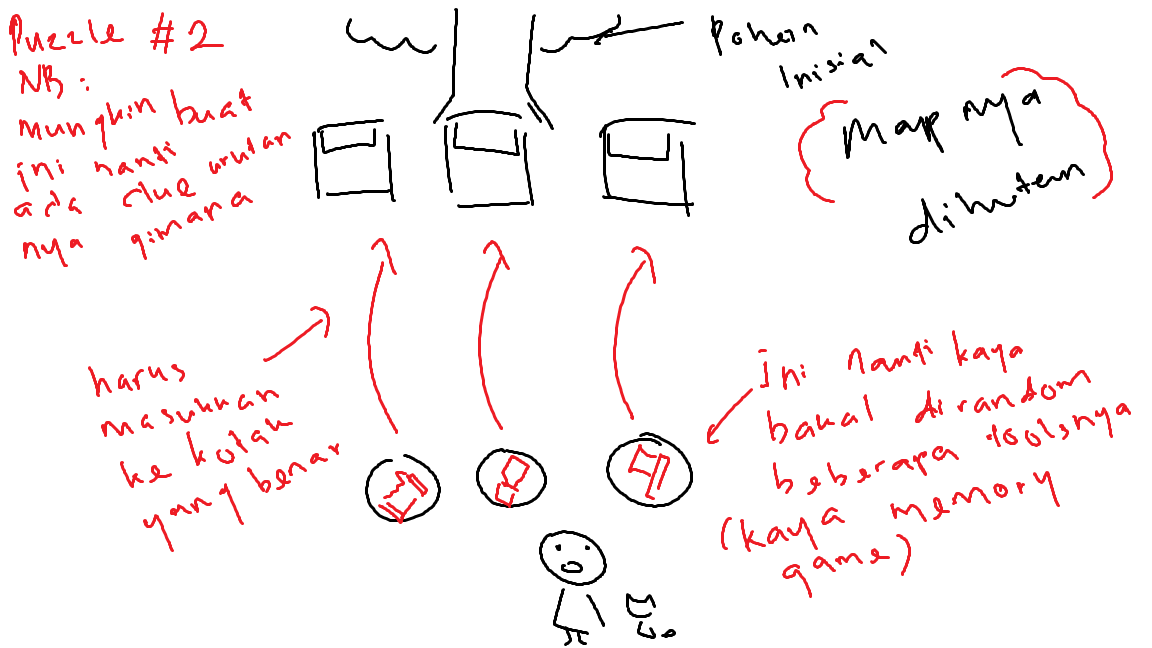 Puzzle #2
NB:
Mungkin buat
ini nanti
ada clue urutan
nya gimana
Pohon
Inisial
Map nya
dihutan
harus
masukkan
ke kotak
yang benar
Ini nanti kaya
bakal dirandom
beberapa toolsnya
(kaya memory
game)